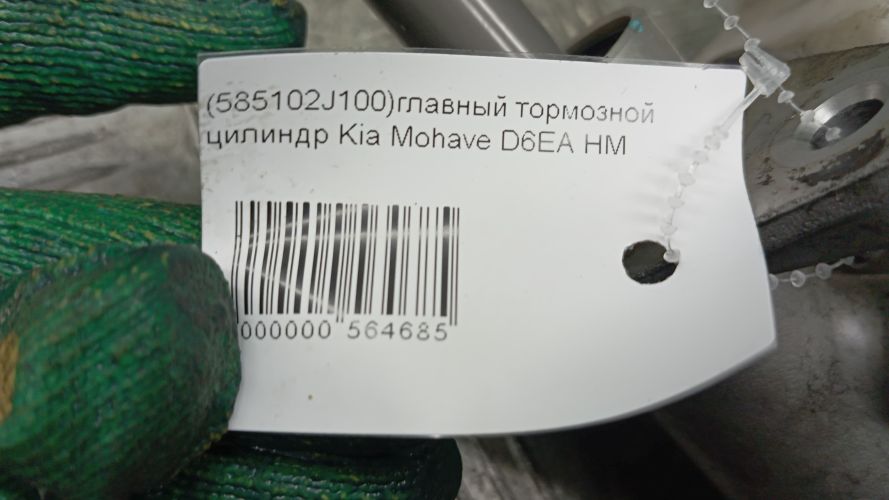 (585102J100)главный тормозной
цилиндр Kia Mohave D6EA HM
000000 564685